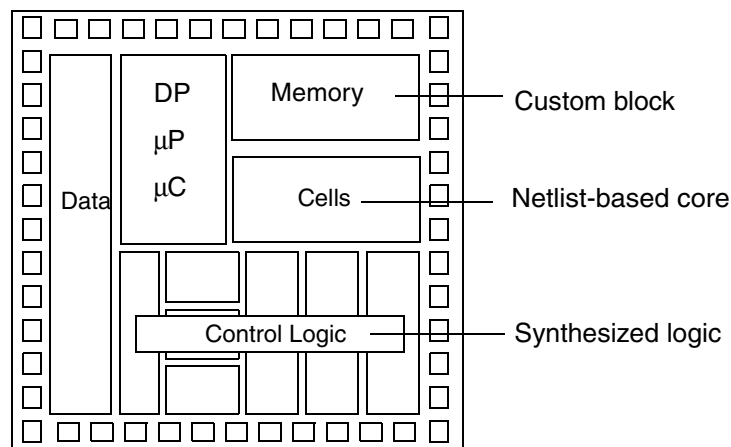 DP
μP
μC
Memory
Custom block
Data
Cells
Netlist-based core
Control Logic
Synthesized logic